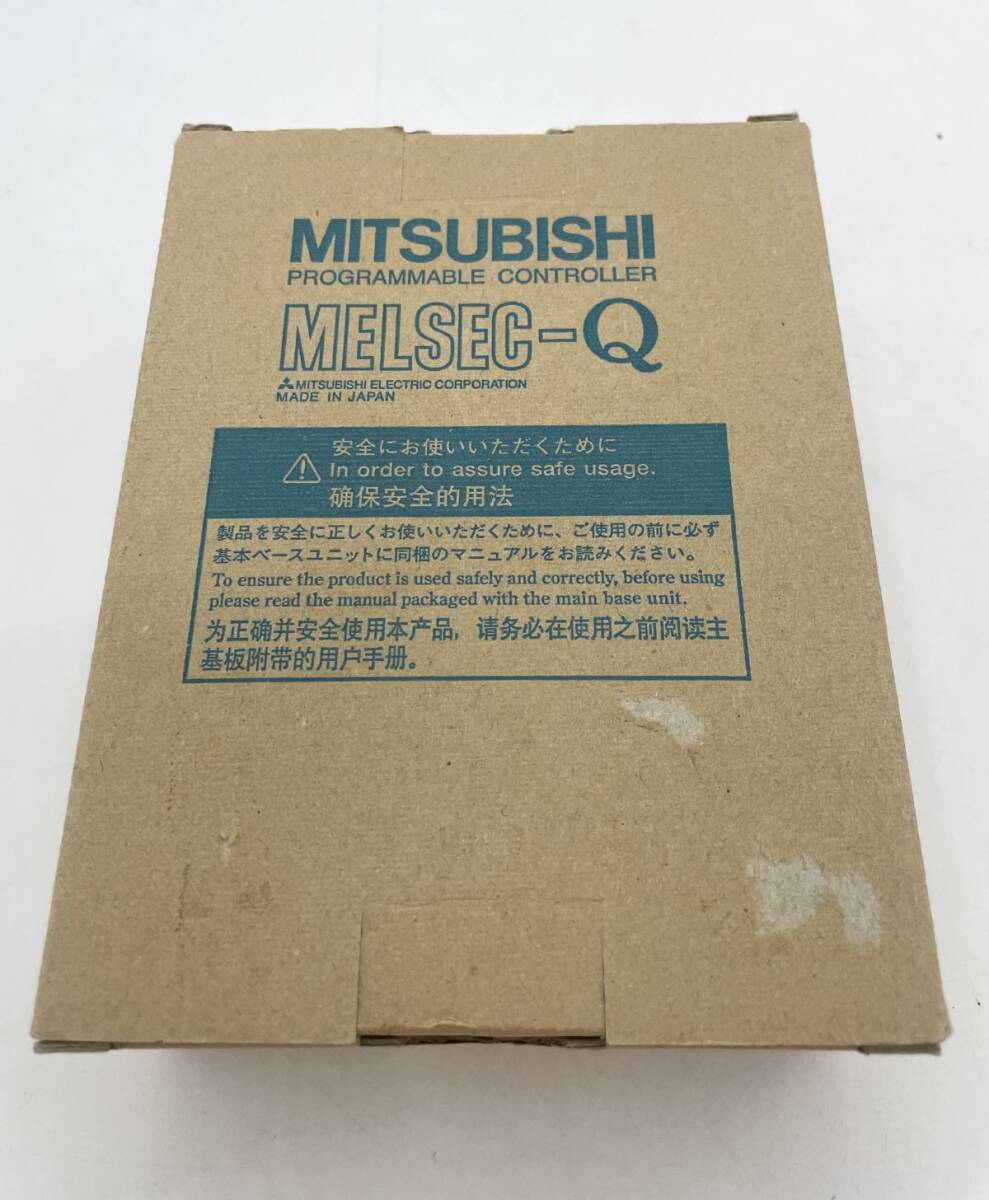 MITSUBISHI
PROGRAMMABLE CONTROLLER
MELSEC-Q
MITSUBISHI ELECTRIC CORPORATION
MADE IN JAPAN
安全にお使いいただくために
In order to assure safe usage.
确保安全的用法
製品を安全に正しくお使いいただくために、ご使用の前に必ず
基本ベースユニットに同梱のマニュアルをお読みください。
To ensure the product is used safely and correctly, before using
please read the manual packaged with the main base unit.
为正确并安全使用本产品，请务必在使用之前阅读主
基板附带的用户手册。